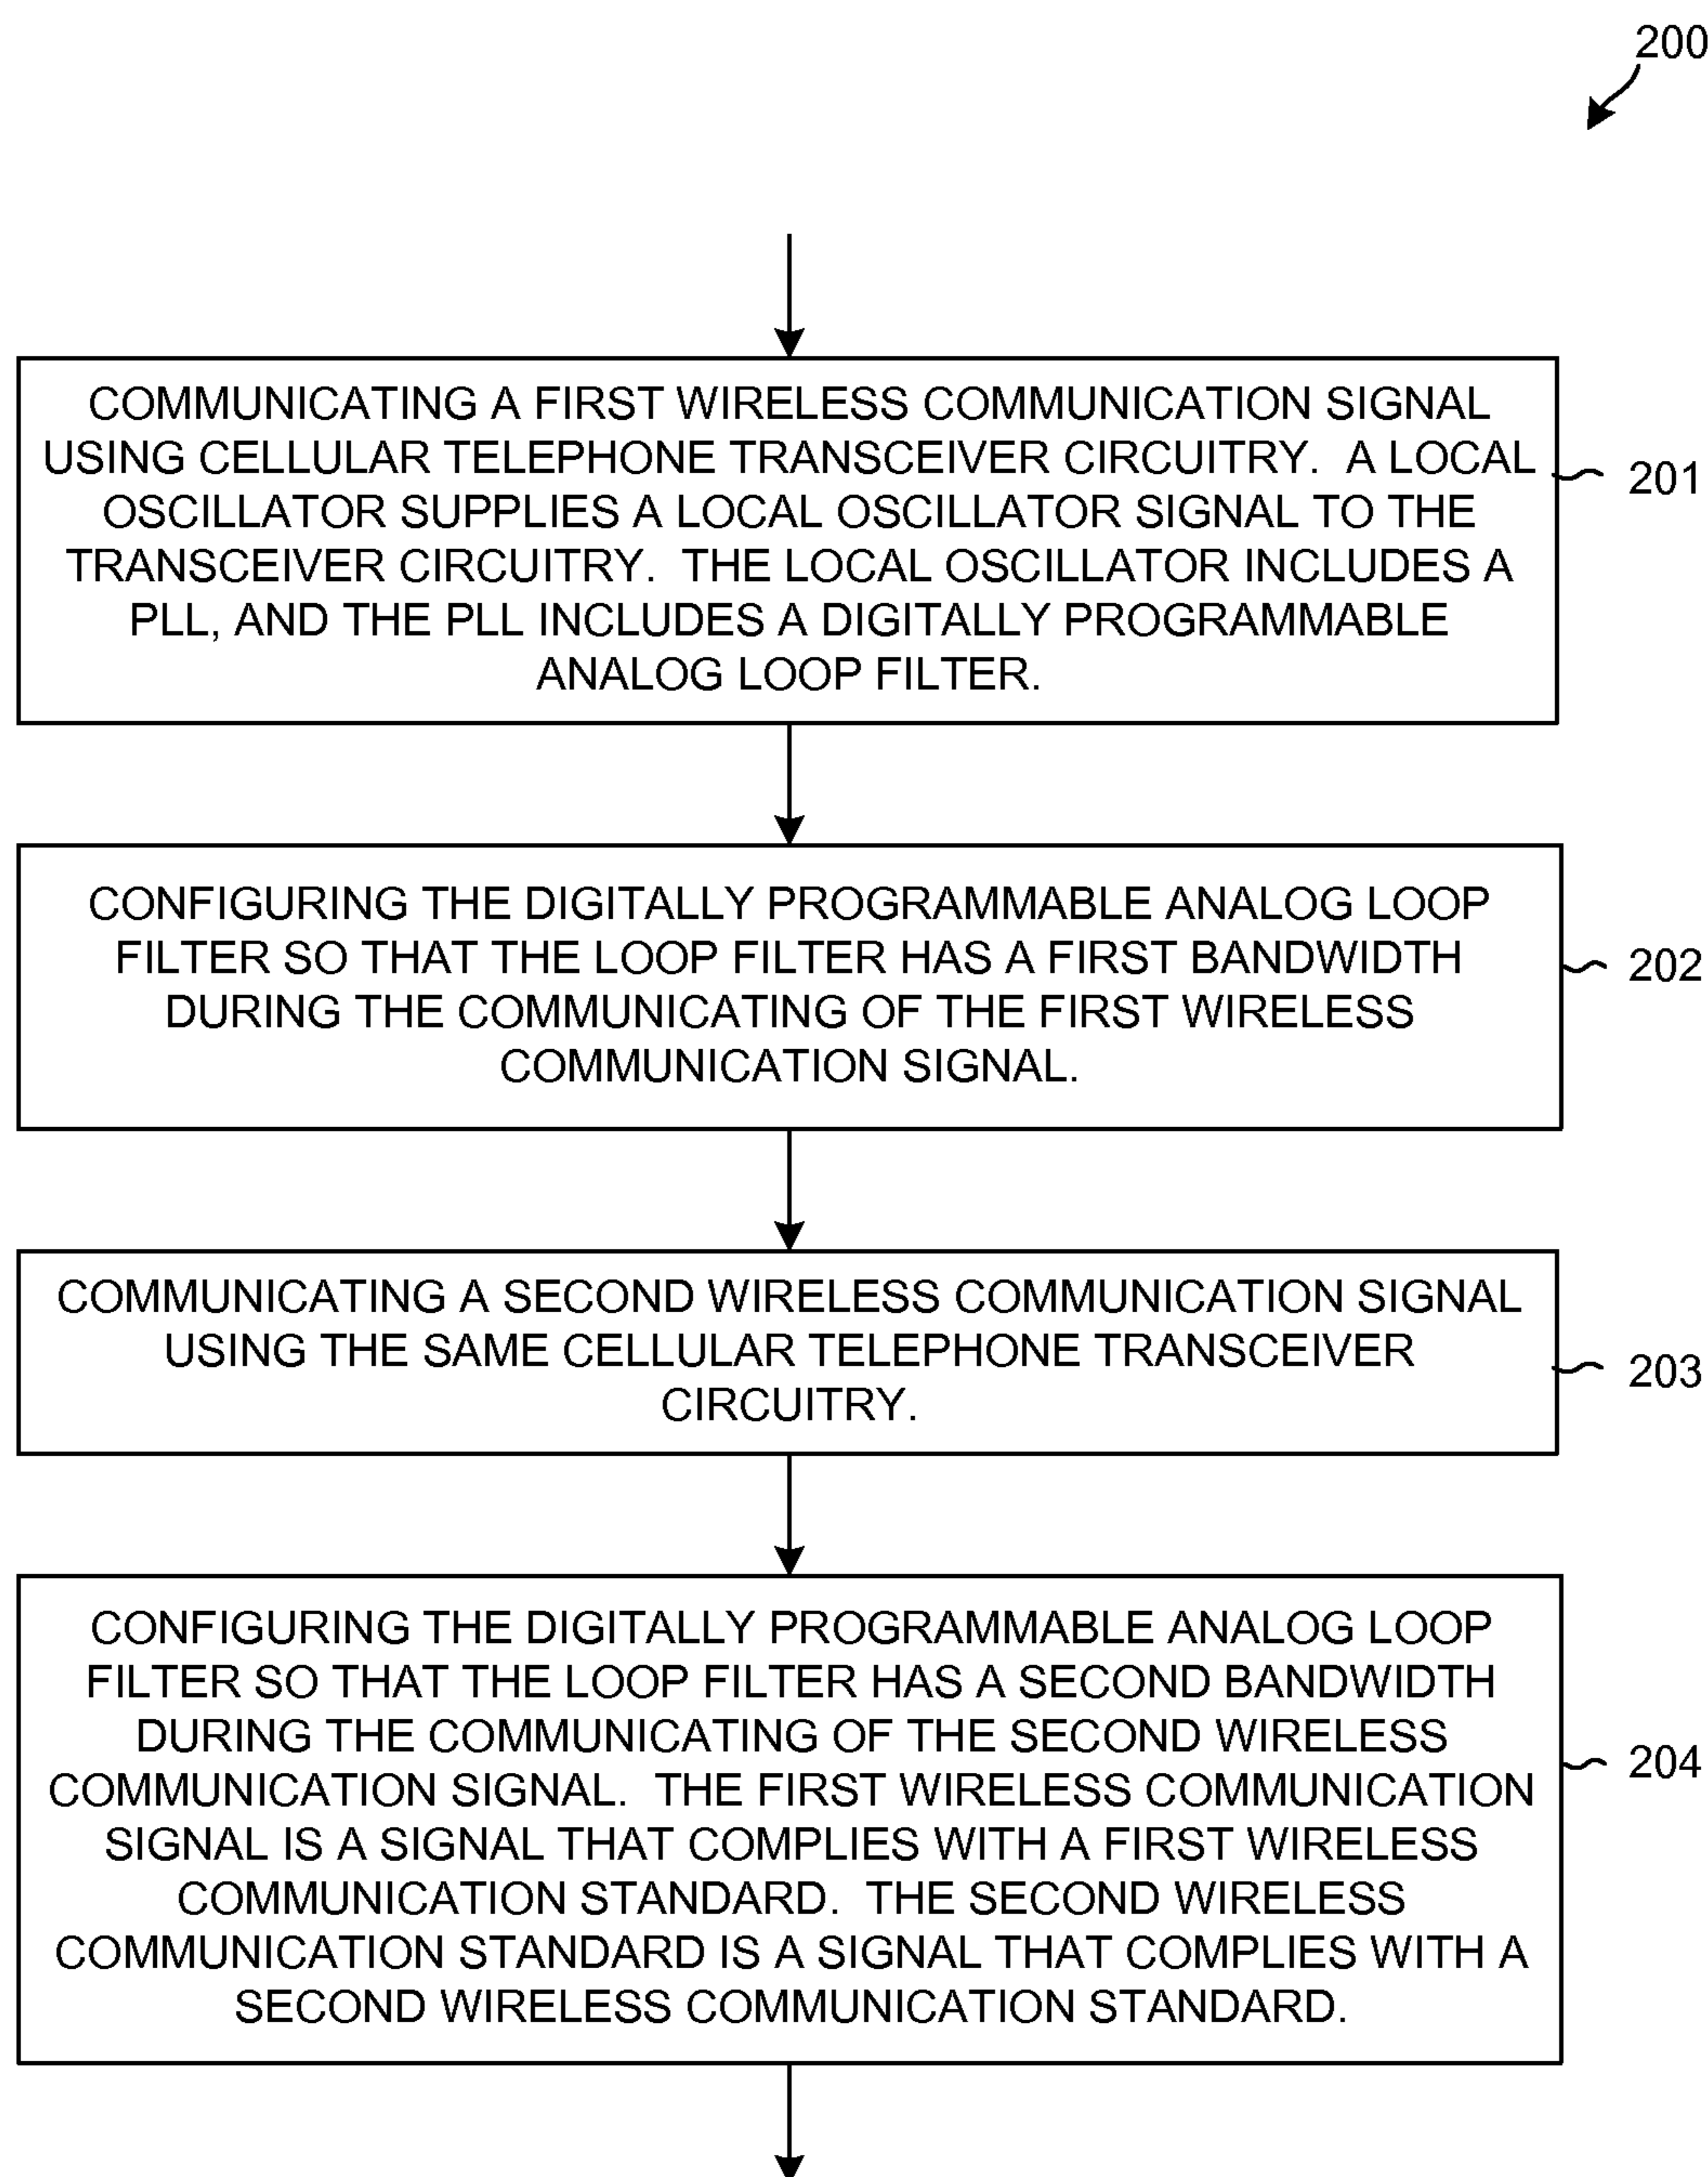 200
COMMUNICATING A FIRST WIRELESS COMMUNICATION SIGNAL
USING CELLULAR TELEPHONE TRANSCEIVER CIRCUITRY. A LOCAL
OSCILLATOR SUPPLIES A LOCAL OSCILLATOR SIGNAL TO THE
TRANSCEIVER CIRCUITRY. THE LOCAL OSCILLATOR INCLUDES A
PLL, AND THE PLL INCLUDES A DIGITALLY PROGRAMMABLE
ANALOG LOOP FILTER.
201
CONFIGURING THE DIGITALLY PROGRAMMABLE ANALOG LOOP
FILTER SO THAT THE LOOP FILTER HAS A FIRST BANDWIDTH
DURING THE COMMUNICATING OF THE FIRST WIRELESS
COMMUNICATION SIGNAL.
202
COMMUNICATING A SECOND WIRELESS COMMUNICATION SIGNAL
USING THE SAME CELLULAR TELEPHONE TRANSCEIVER
CIRCUITRY.
203
CONFIGURING THE DIGITALLY PROGRAMMABLE ANALOG LOOP
FILTER SO THAT THE LOOP FILTER HAS A SECOND BANDWIDTH
DURING THE COMMUNICATING OF THE SECOND WIRELESS
COMMUNICATION SIGNAL. THE FIRST WIRELESS COMMUNICATION
SIGNAL IS A SIGNAL THAT COMPLIES WITH A FIRST WIRELESS
COMMUNICATION STANDARD. THE SECOND WIRELESS
COMMUNICATION STANDARD IS A SIGNAL THAT COMPLIES WITH A
SECOND WIRELESS COMMUNICATION STANDARD.
204